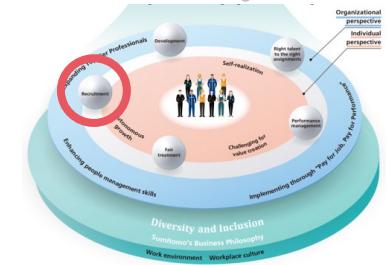 Organizational
perspective
Individual
perspective
Professionals
Development
Right talent
to the right
assignments
Self-realization
Recruitment
Performance
management
Growth
Fair
treatment
Challenging for
value creation
Enhancing people management skills
Implementing thorough "Pay for Job, Pay for Performance"
Diversity and Inclusion
Sumitomo's Business Philosophy
Work environment Workplace culture